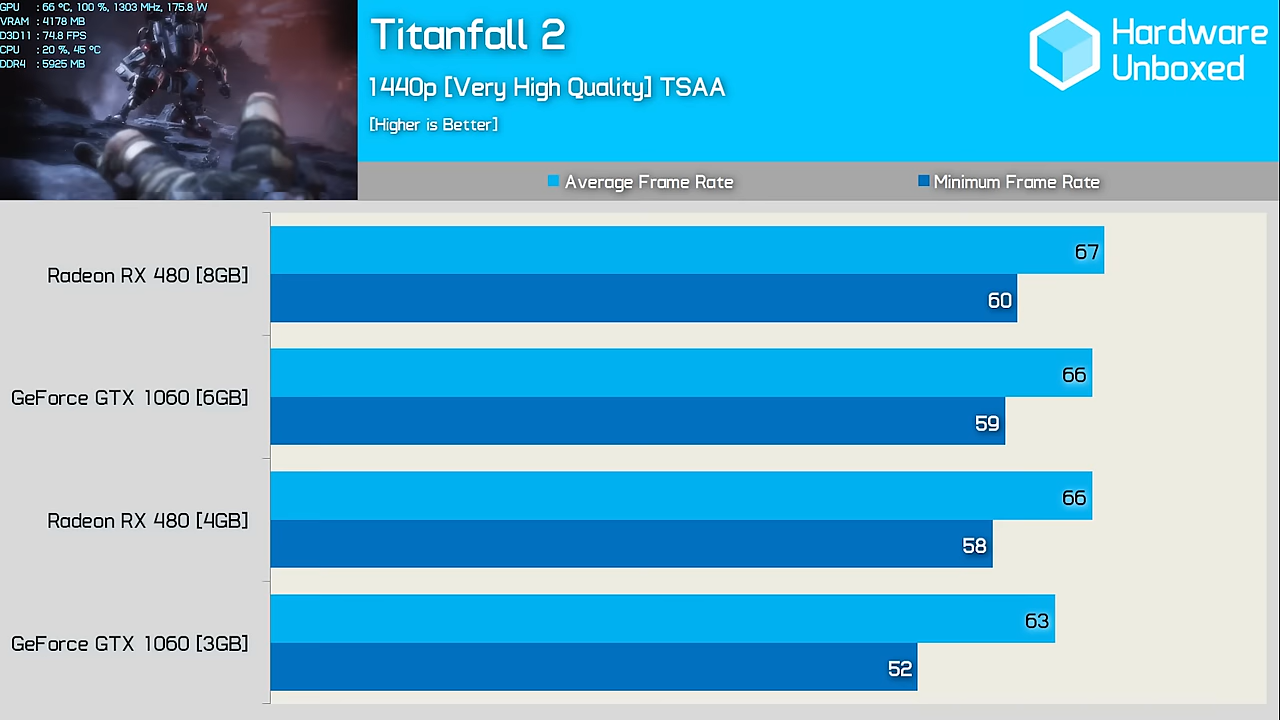 GPU : 66 °C, 100 %, 1303 MHz, 175.8 W
VRAM : 4178 MB
D3D11 : 74.8 FPS
CPU : 20 %, 45 °C
DDR4 : 5925 MB
Titanfall 2
1440p [Very High Quality] TSAA
[Higher is Better]
Hardware
Unboxed
Average Frame Rate
Minimum Frame Rate
Radeon RX 480 [8GB]
67
60
GeForce GTX 1060 [6GB]
66
59
Radeon RX 480 [4GB]
66
58
GeForce GTX 1060 [3GB]
63
52